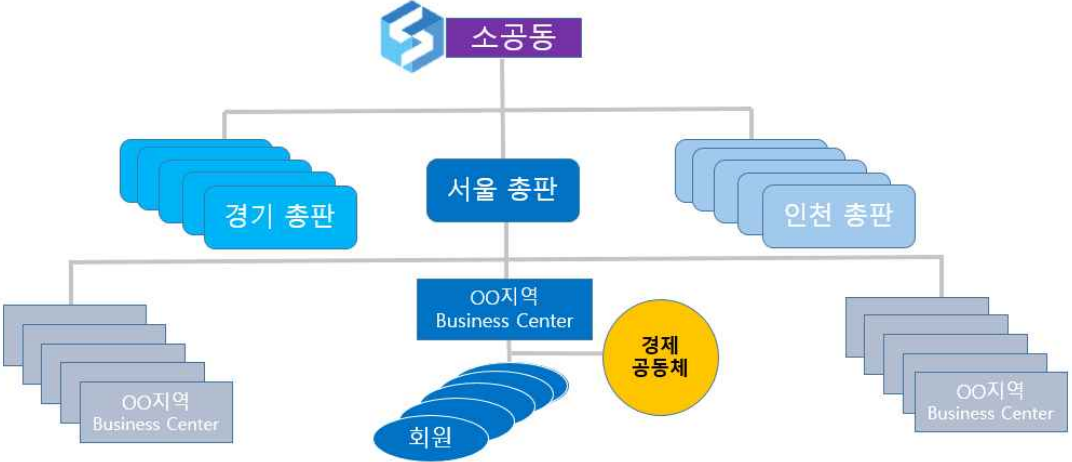 소공동
경기 총판
서울 총판
인천 총판
OO지역
Business Center
경제
공동체
OO지역
Business Center
OO지역
Business Center
회원